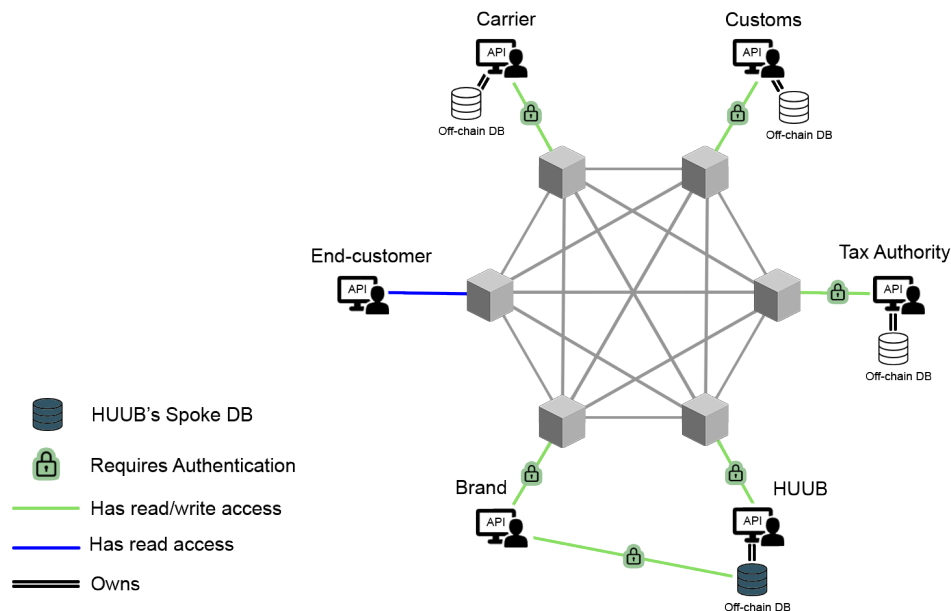 Carrier
Customs
API
API
Off-chain DB
Off-chain DB
End-customer
Tax Authority
API
API
Off-chain DB
HUUB's Spoke DB
Requires Authentication
Brand
HUUB
Has read/write access
API
API
Has read access
Owns
Off-chain DB